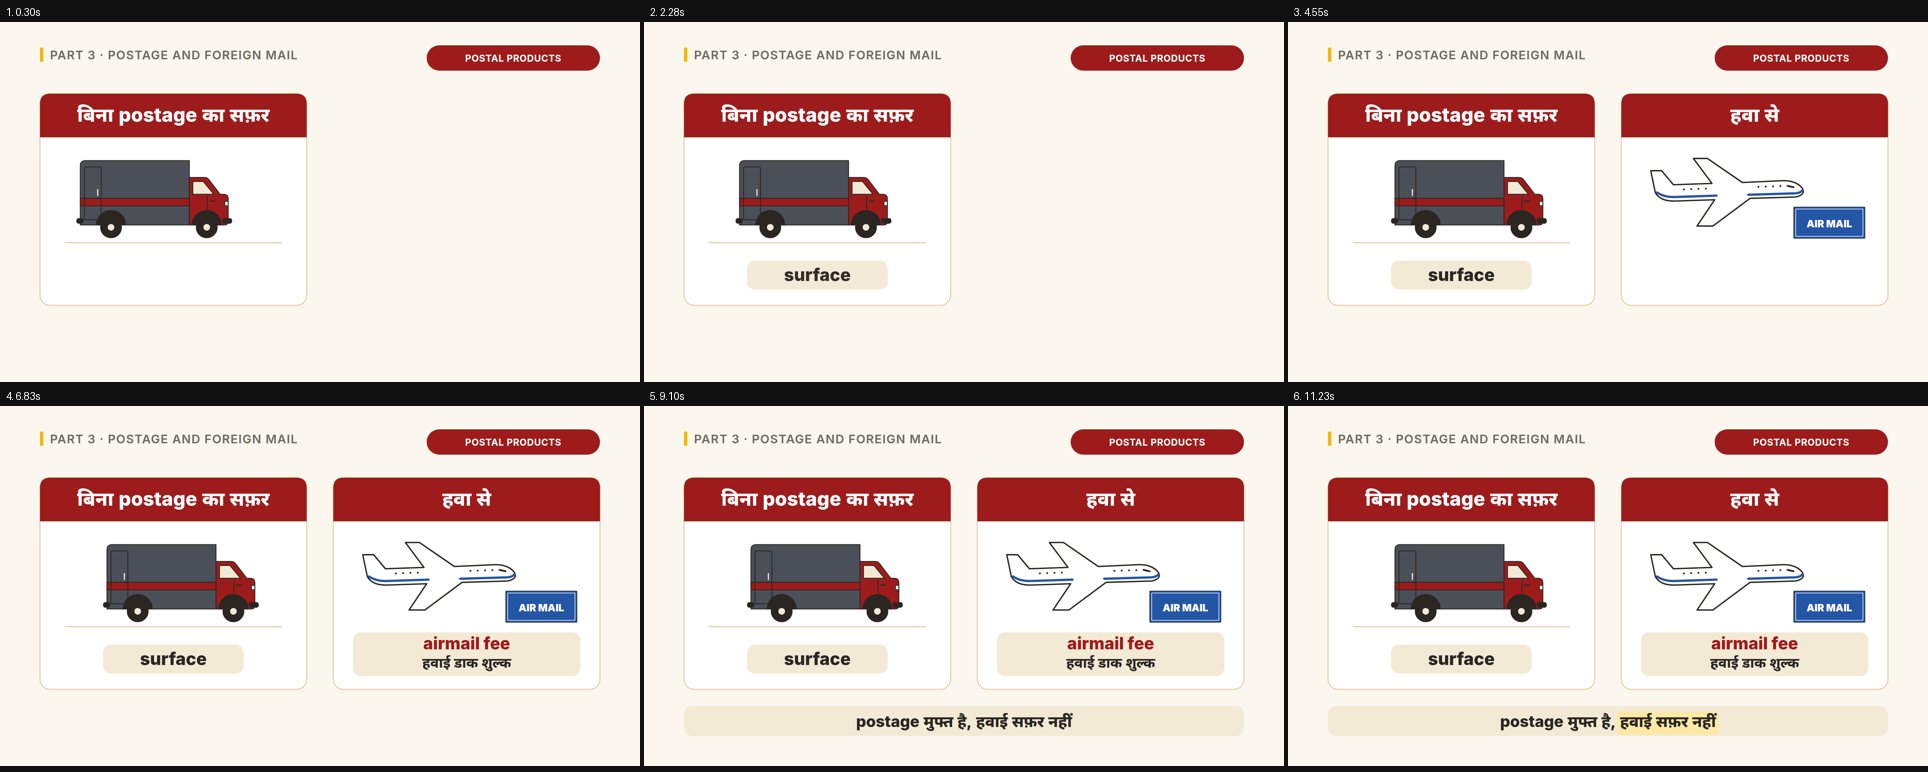 1. 0.30s
PART 3 · POSTAGE AND FOREIGN MAIL
POSTAL PRODUCTS
बिना postage का सफ़र
2. 2.28s
PART 3 · POSTAGE AND FOREIGN MAIL
POSTAL PRODUCTS
बिना postage का सफ़र
surface
3. 4.55s
PART 3 · POSTAGE AND FOREIGN MAIL
POSTAL PRODUCTS
बिना postage का सफ़र
हवा से
AIR MAIL
surface
4. 6.83s
PART 3 · POSTAGE AND FOREIGN MAIL
POSTAL PRODUCTS
बिना postage का सफ़र
हवा से
AIR MAIL
surface
airmail fee
हवाई डाक शुल्क
5. 9.10s
PART 3 · POSTAGE AND FOREIGN MAIL
POSTAL PRODUCTS
बिना postage का सफ़र
हवा से
AIR MAIL
surface
airmail fee
हवाई डाक शुल्क
postage मुफ्त है, हवाई सफ़र नहीं
6. 11.23s
PART 3 · POSTAGE AND FOREIGN MAIL
POSTAL PRODUCTS
बिना postage का सफ़र
हवा से
AIR MAIL
surface
airmail fee
हवाई डाक शुल्क
postage मुफ्त है, हवाई सफ़र नहीं